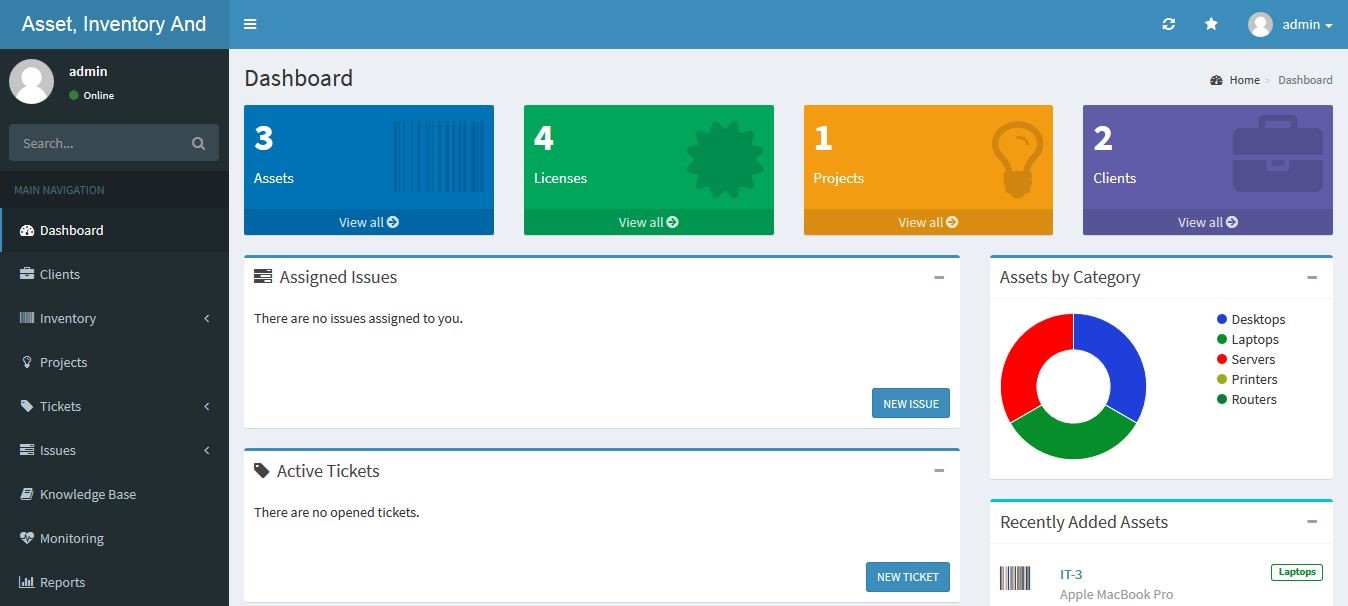 Asset, Inventory And
admin
admin
Online
Search...
MAIN NAVIGATION
Dashboard
Clients
Inventory
Projects
Tickets
Issues
Knowledge Base
Monitoring
Reports
Dashboard
Home > Dashboard
3
Assets
View all
4
Licenses
View all
1
Projects
View all
2
Clients
View all
Assigned Issues
There are no issues assigned to you.
NEW ISSUE
Active Tickets
There are no opened tickets.
NEW TICKET
Assets by Category
Desktops
Laptops
Servers
Printers
Routers
Recently Added Assets
IT-3
Laptops
Apple MacBook Pro